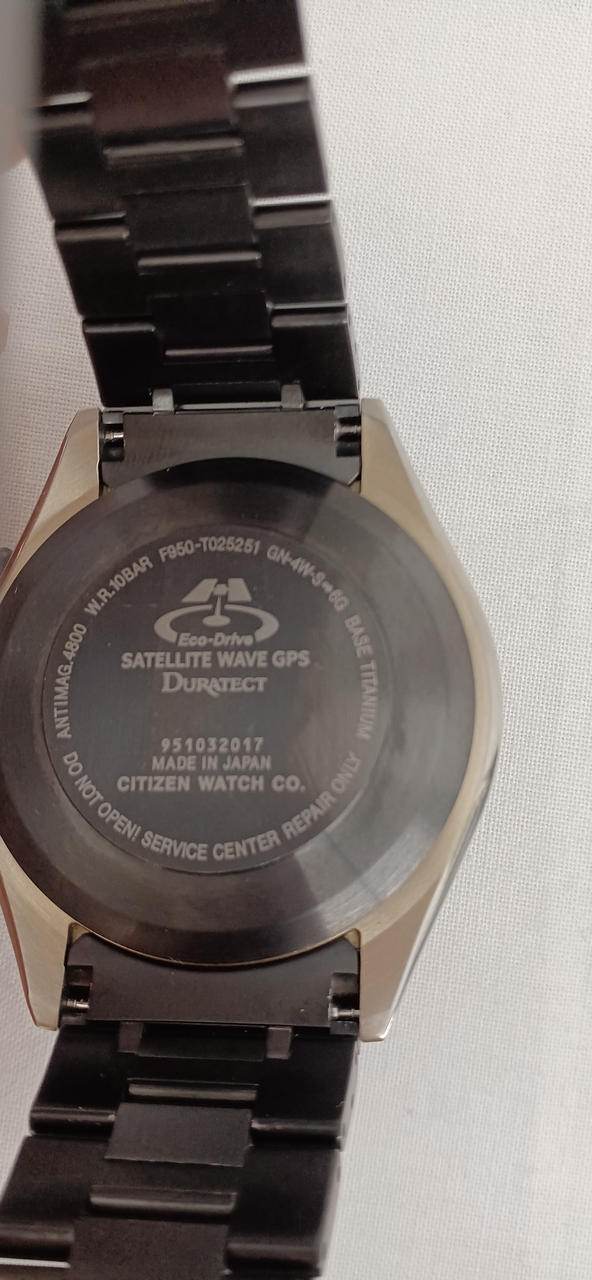 ANTIMAG.4800 W.R.10BAR F950-T025251 GN-4W-S-6G BASE TITANIUM
Eco-Drive
SATELLITE WAVE GPS
DURATECT
951032017
MADE IN JAPAN
CITIZEN WATCH CO.
DO NOT OPEN! SERVICE CENTER REPAIR ONLY